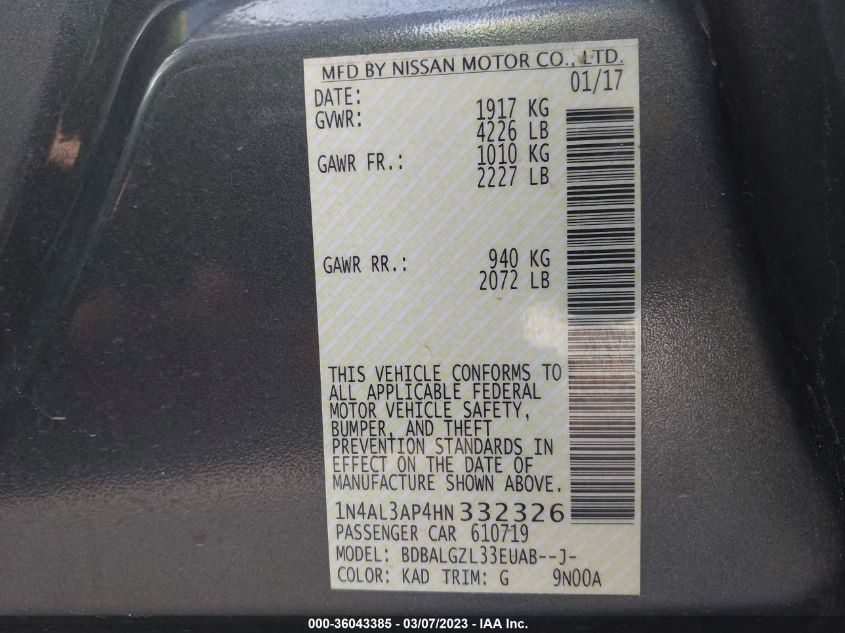 MFD BY NISSAN MOTOR CO., LTD.
DATE: 01/17
GVWR: 1917 KG
4226 LB
GAWR FR.: 1010 KG
2227 LB
GAWR RR.: 940 KG
2072 LB
THIS VEHICLE CONFORMS TO
ALL APPLICABLE FEDERAL
MOTOR VEHICLE SAFETY,
BUMPER, AND THEFT
PREVENTION STANDARDS IN
EFFECT ON THE DATE OF
MANUFACTURE SHOWN ABOVE.
1N4AL3AP4HN332326
PASSENGER CAR 610719
MODEL: BDBALGZL33EUAB--J-
COLOR: KAD TRIM: G 9N00A
000-36043385 - 03/07/2023 - IAA Inc.